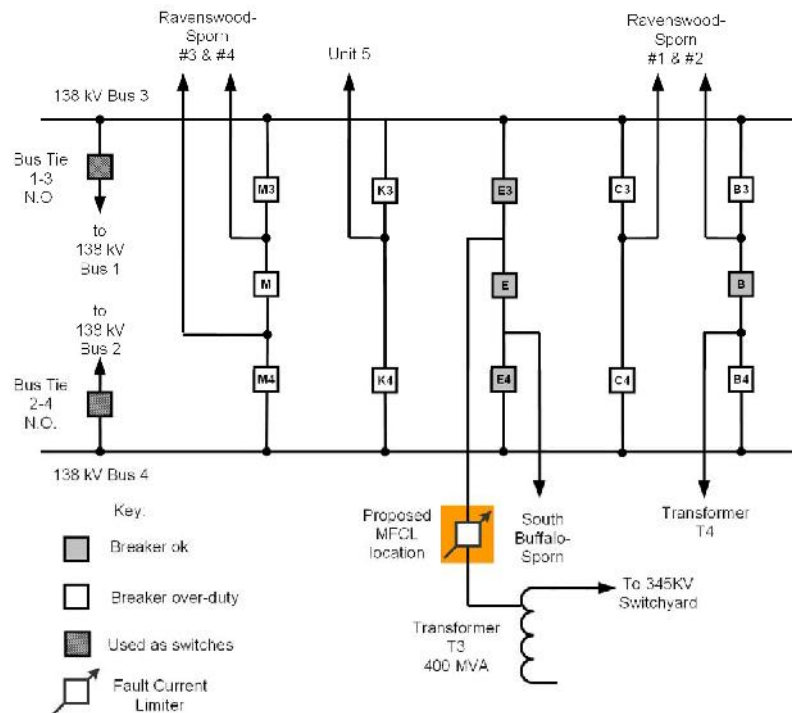 Ravenswood-
Sporn
#3 & #4
Unit 5
Ravenswood-
Sporn
#1 & #2
138 kV Bus 3
Bus Tie
1-3
N.O
to
138 kV
Bus 1
M3
K3
E3
C3
B3
M
E
B
to
138 kV
Bus 2
Bus Tie
2-4
N.O.
M4
K4
E4
C4
B4
138 kV Bus 4
Key:
Breaker ok
Breaker over-duty
Used as switches
Fault Current
Limiter
Proposed
MFCL
location
South
Buffalo-
Sporn
Transformer
T4
To 345KV
Switchyard
Transformer
T3
400 MVA